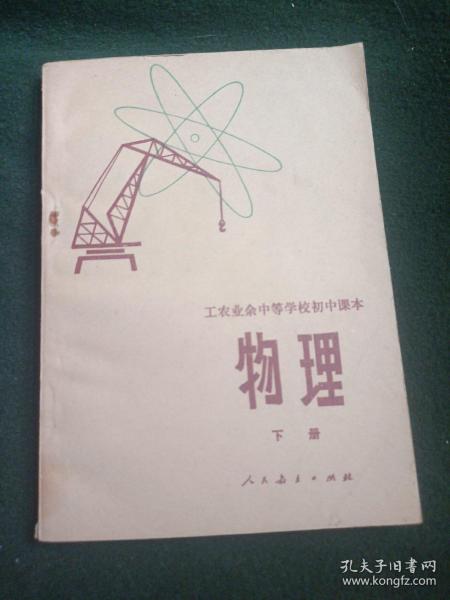 工农业余中等学校初中课本
物理
下册
人民教育出版社
孔夫子旧书网
www.kongfz.com